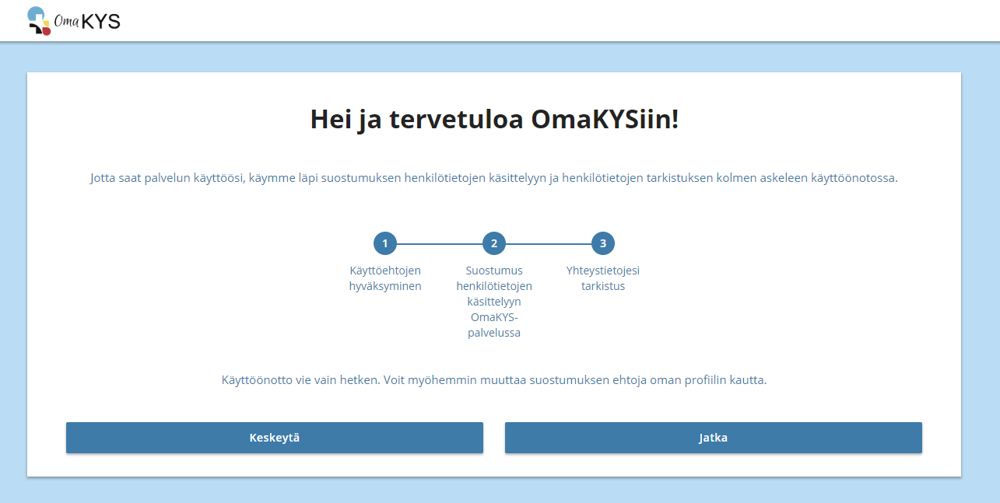 Oma KYS
Hei ja tervetuloa OmaKYSiin!
Jotta saat palvelun käyttöösi, käymme läpi suostumuksen henkilötietojen käsittelyyn ja henkilötietojen tarkistuksen kolmen askeleen käyttöönotossa.
1
2
3
Käyttöehtojen
hyväksyminen
Suostumus
henkilötietojen
käsittelyyn
OmaKYS-
palvelussa
Yhteystietojesi
tarkistus
Käyttöönotto vie vain hetken. Voit myöhemmin muuttaa suostumuksen ehtoja oman profiilin kautta.
Keskeytä
Jatka